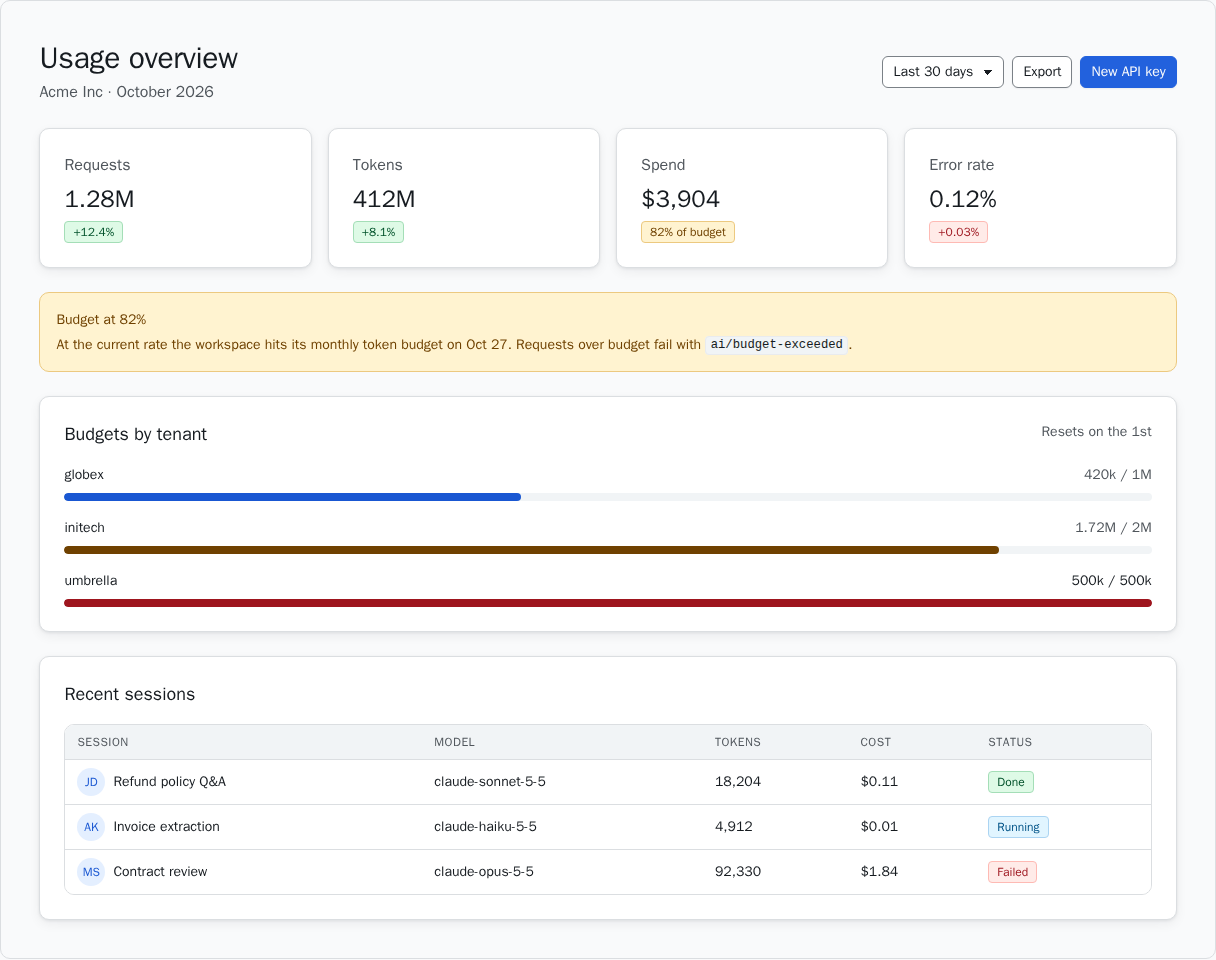 Usage overview
Acme Inc · October 2026
Last 30 days
Export
New API key
Requests
1.28M
+12.4%
Tokens
412M
+8.1%
Spend
$3,904
82% of budget
Error rate
0.12%
+0.03%
Budget at 82%
At the current rate the workspace hits its monthly token budget on Oct 27. Requests over budget fail with ai/budget-exceeded.
Budgets by tenant
Resets on the 1st
globex 420k / 1M
initech 1.72M / 2M
umbrella 500k / 500k
Recent sessions
SESSION MODEL TOKENS COST STATUS
JD Refund policy Q&A claude-sonnet-5-5 18,204 $0.11 Done
AK Invoice extraction claude-haiku-5-5 4,912 $0.01 Running
MS Contract review claude-opus-5-5 92,330 $1.84 Failed